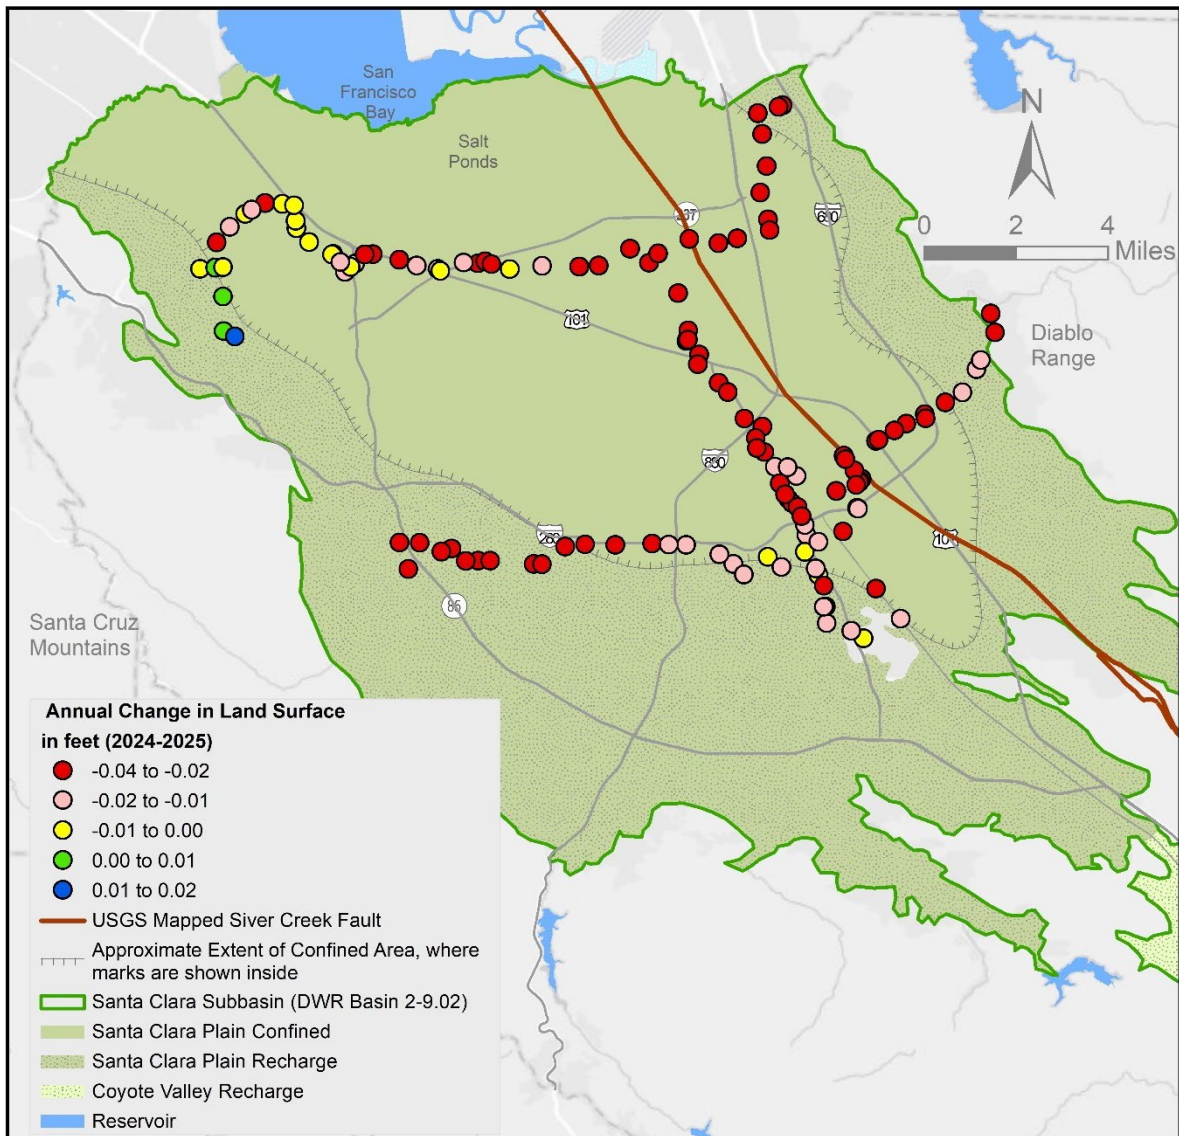 San
Francisco
Bay
Salt
Ponds
N
237
680
0 2 4
Miles
101
Diablo
Range
880
280
101
85
Santa Cruz
Mountains
Annual Change in Land Surface
in feet (2024-2025)
-0.04 to -0.02
-0.02 to -0.01
-0.01 to 0.00
0.00 to 0.01
0.01 to 0.02
USGS Mapped Siver Creek Fault
Approximate Extent of Confined Area, where
marks are shown inside
Santa Clara Subbasin (DWR Basin 2-9.02)
Santa Clara Plain Confined
Santa Clara Plain Recharge
Coyote Valley Recharge
Reservoir